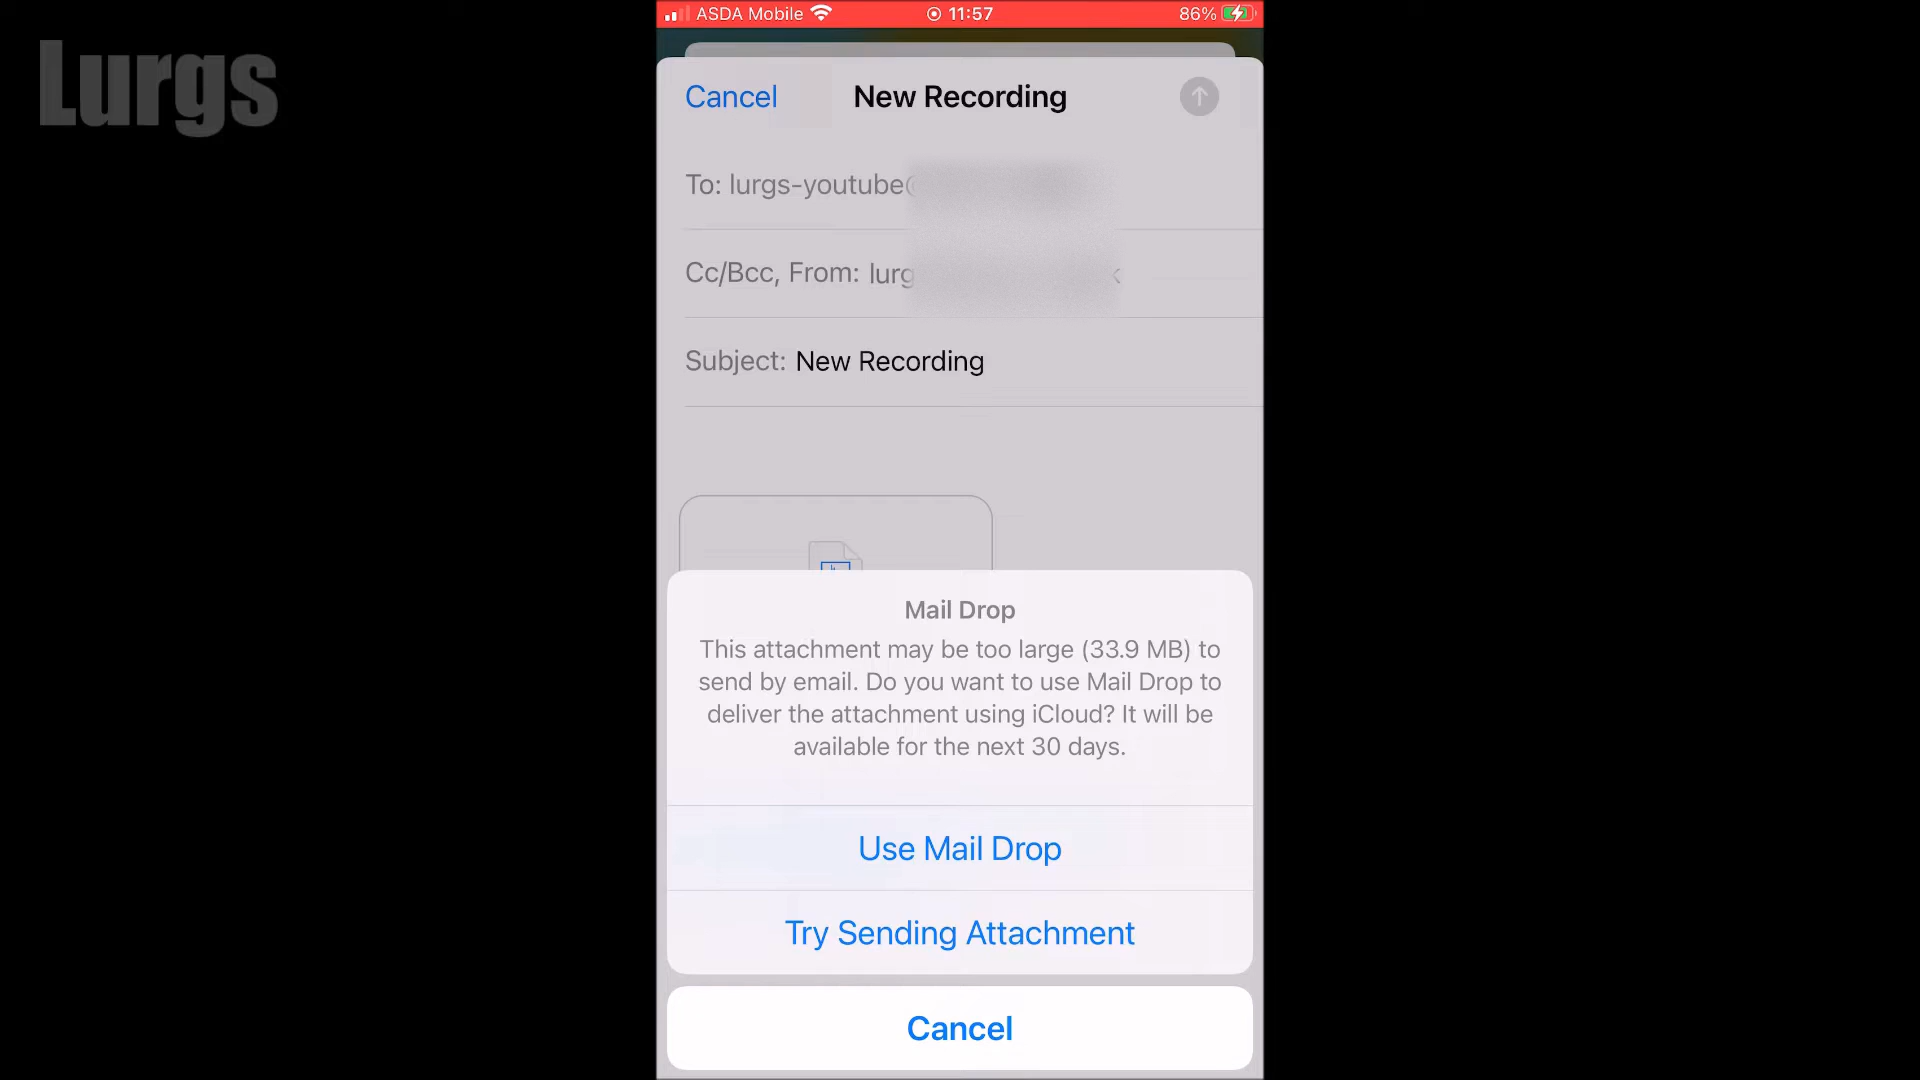 Lurgs
ASDA Mobile 11:57 86%
Cancel New Recording
To: lurgs-youtube@
Cc/Bcc, From: lurg
Subject: New Recording
Mail Drop
This attachment may be too large (33.9 MB) to
send by email. Do you want to use Mail Drop to
deliver the attachment using iCloud? It will be
available for the next 30 days.
Use Mail Drop
Try Sending Attachment
Cancel